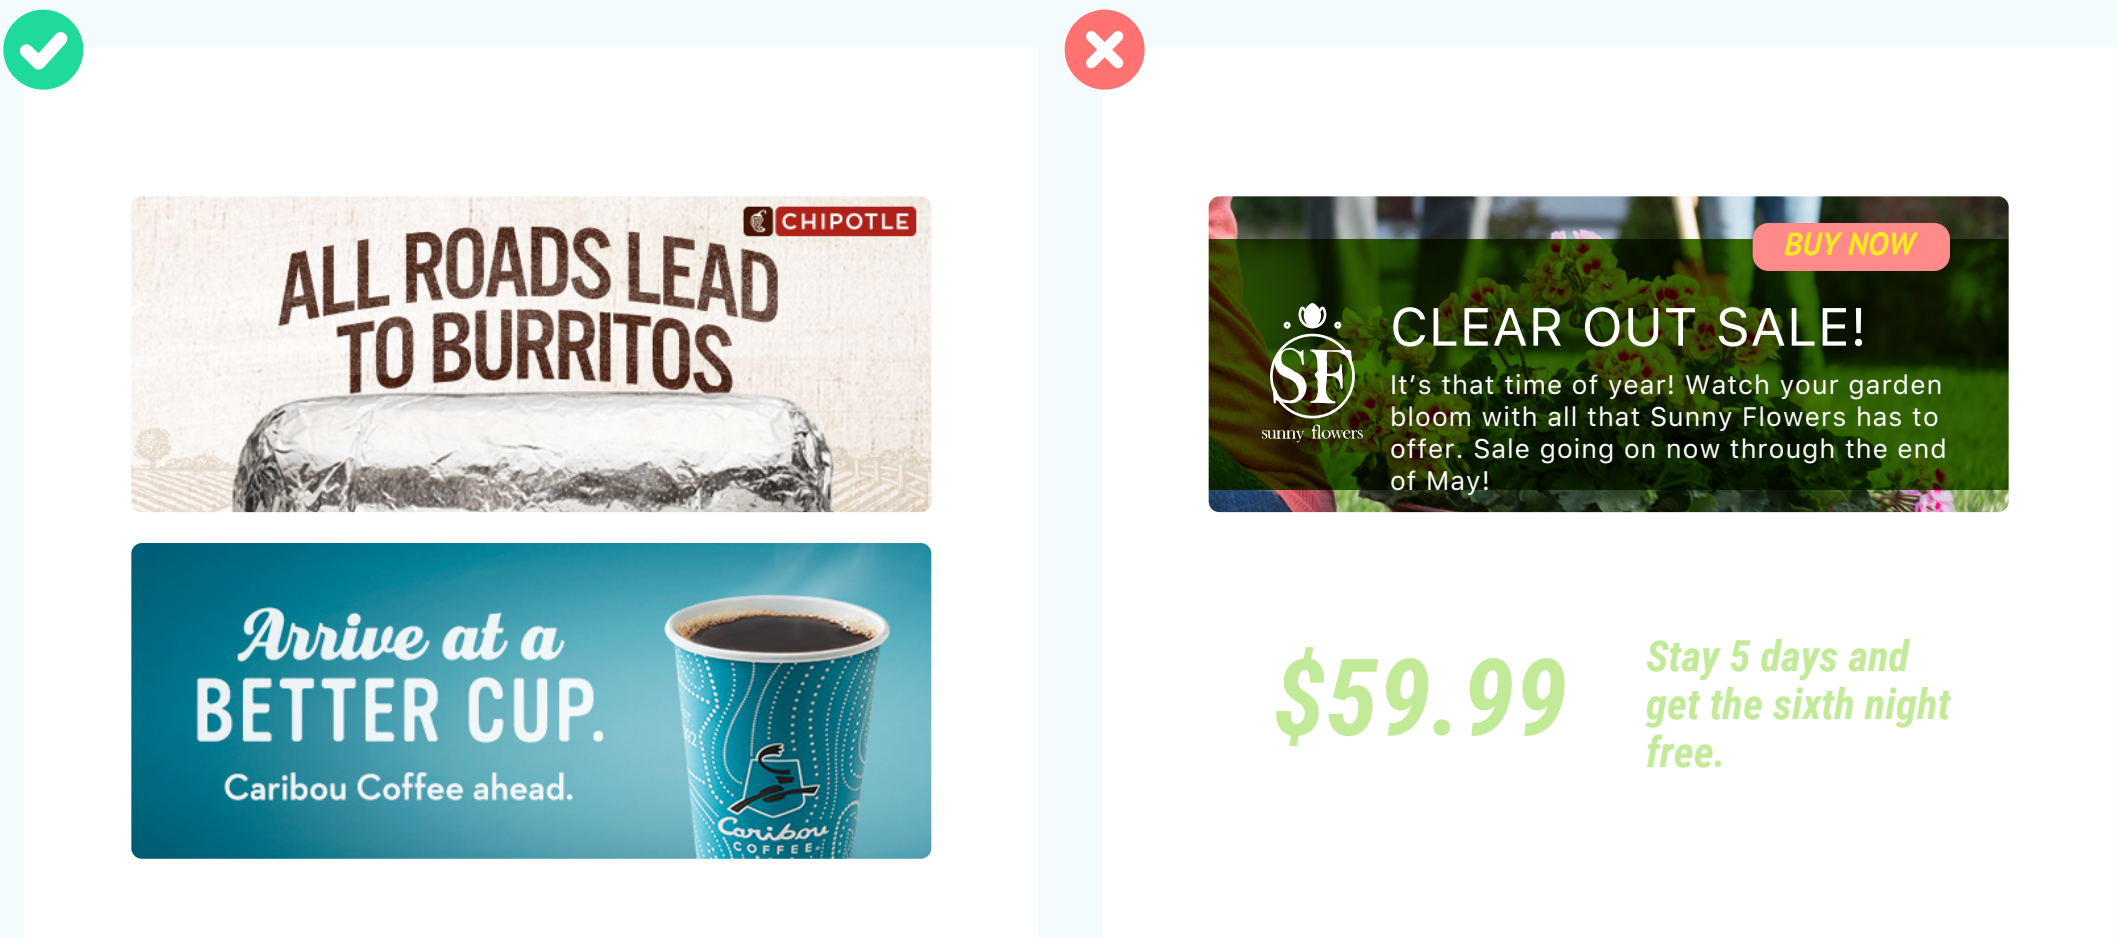 CHIPOTLE
ALL ROADS LEAD
TO BURRITOS
Arrive at a
BETTER CUP.
Caribou Coffee ahead.
Caribou
COFFEE
BUY NOW
SF
sunny flowers
CLEAR OUT SALE!
It's that time of year! Watch your garden
bloom with all that Sunny Flowers has to
offer. Sale going on now through the end
of May!
$59.99
Stay 5 days and
get the sixth night
free.